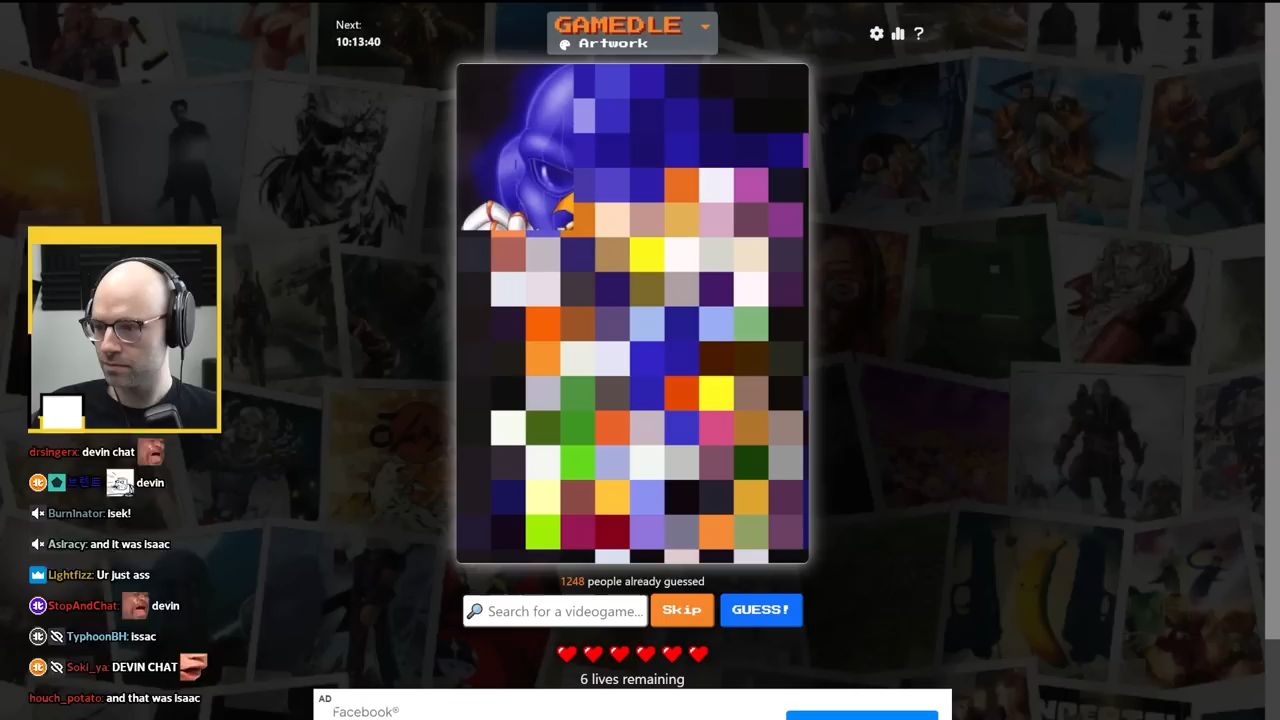 Next:
10:13:40
GAMEDLE
Artwork
?
1248 people already guessed
Search for a videogame...
Skip
GUESS!
6 lives remaining
AD
Facebook®
drsingerx: devin chat
devin
Burn1nator: isek!
Asiracy: and it was isaac
Lightfizz: Ur just ass
StopAndChat: devin
TyphoonBH: issac
Soki_ya: DEVIN CHAT
houch_potato: and that was isaac